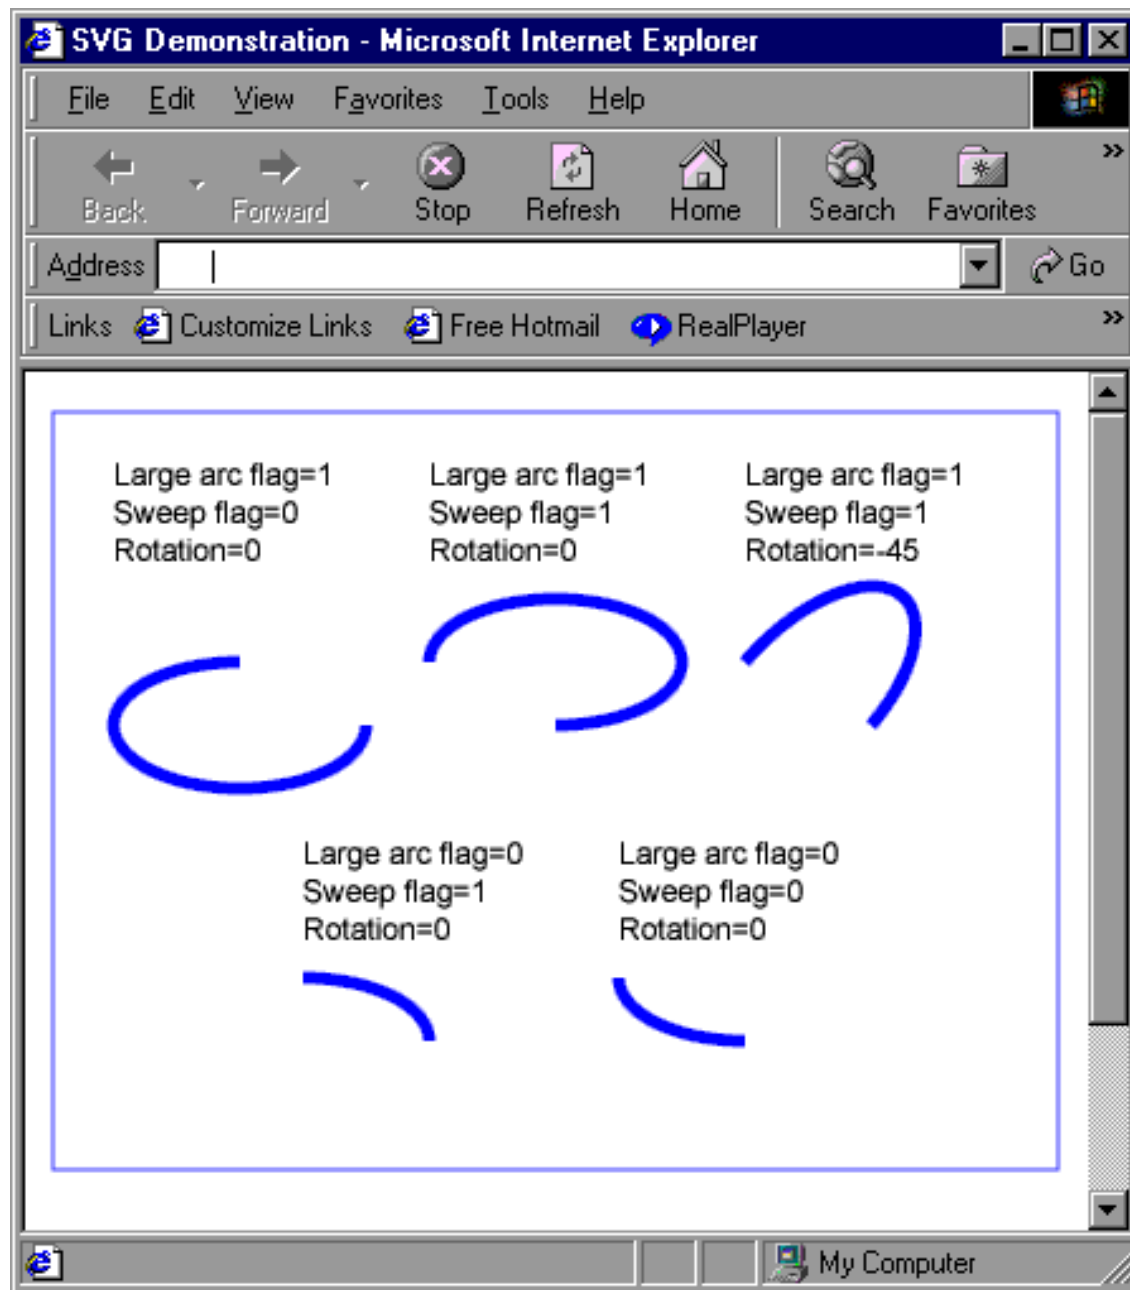 SVG Demonstration - Microsoft Internet Explorer
File Edit View Favorites Tools Help
Back Forward Stop Refresh Home Search Favorites »
Address Go
Links Customize Links Free Hotmail RealPlayer »
Large arc flag=1
Sweep flag=0
Rotation=0
Large arc flag=1
Sweep flag=1
Rotation=0
Large arc flag=1
Sweep flag=1
Rotation=-45
Large arc flag=0
Sweep flag=1
Rotation=0
Large arc flag=0
Sweep flag=0
Rotation=0
My Computer